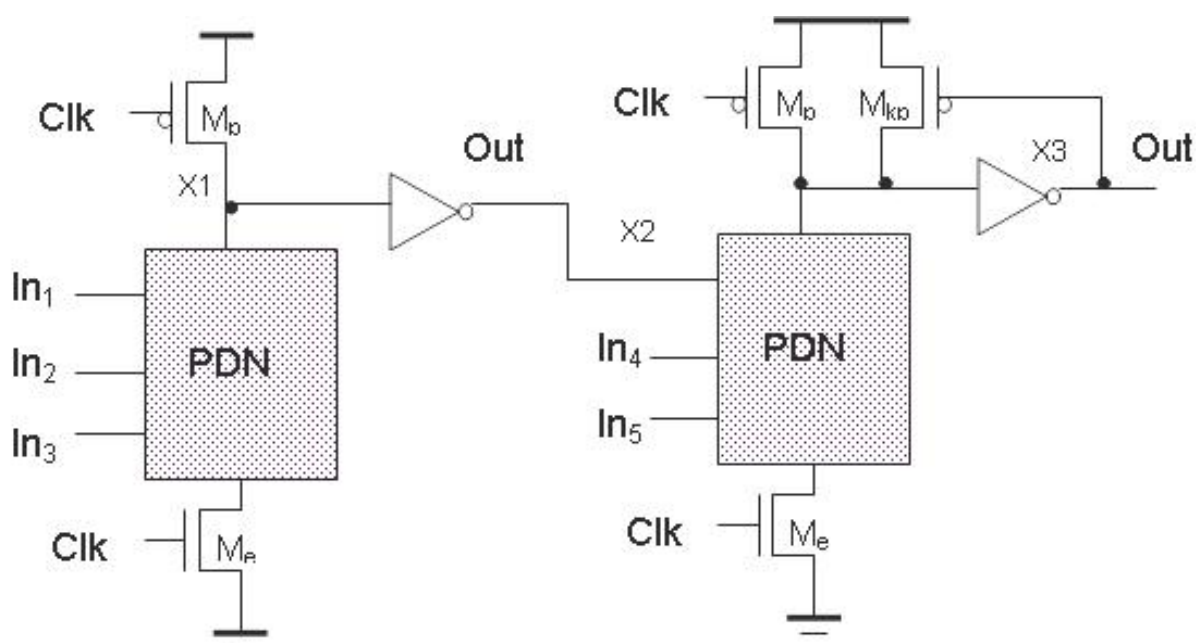 Clk
Mp
X1
Out
In1
In2
In3
PDN
Clk
Me
Clk
Mp
Mkp
X3
Out
X2
PDN
In4
In5
Clk
Me